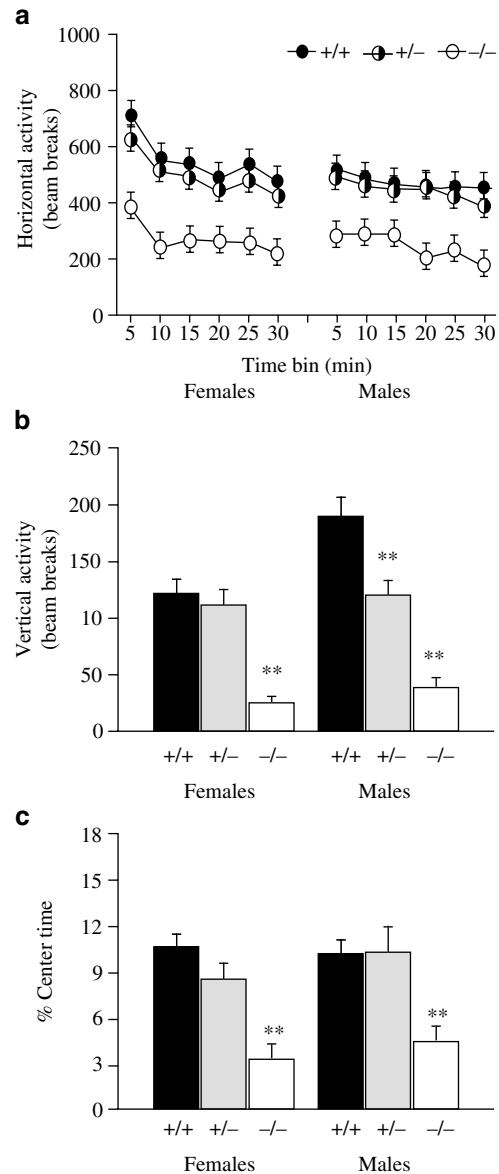 a
1000
800
600
400
200
0
Horizontal activity
(beam breaks)
+/+ +/– –/–
5 10 15 20 25 30 5 10 15 20 25 30
Time bin (min)
Females Males
b
250
200
150
10
50
0
Vertical activity
(beam breaks)
** ** **
+/+ +/– –/– +/+ +/– –/–
Females Males
c
18
15
12
9
6
3
0
% Center time
** **
+/+ +/– –/– +/+ +/– –/–
Females Males